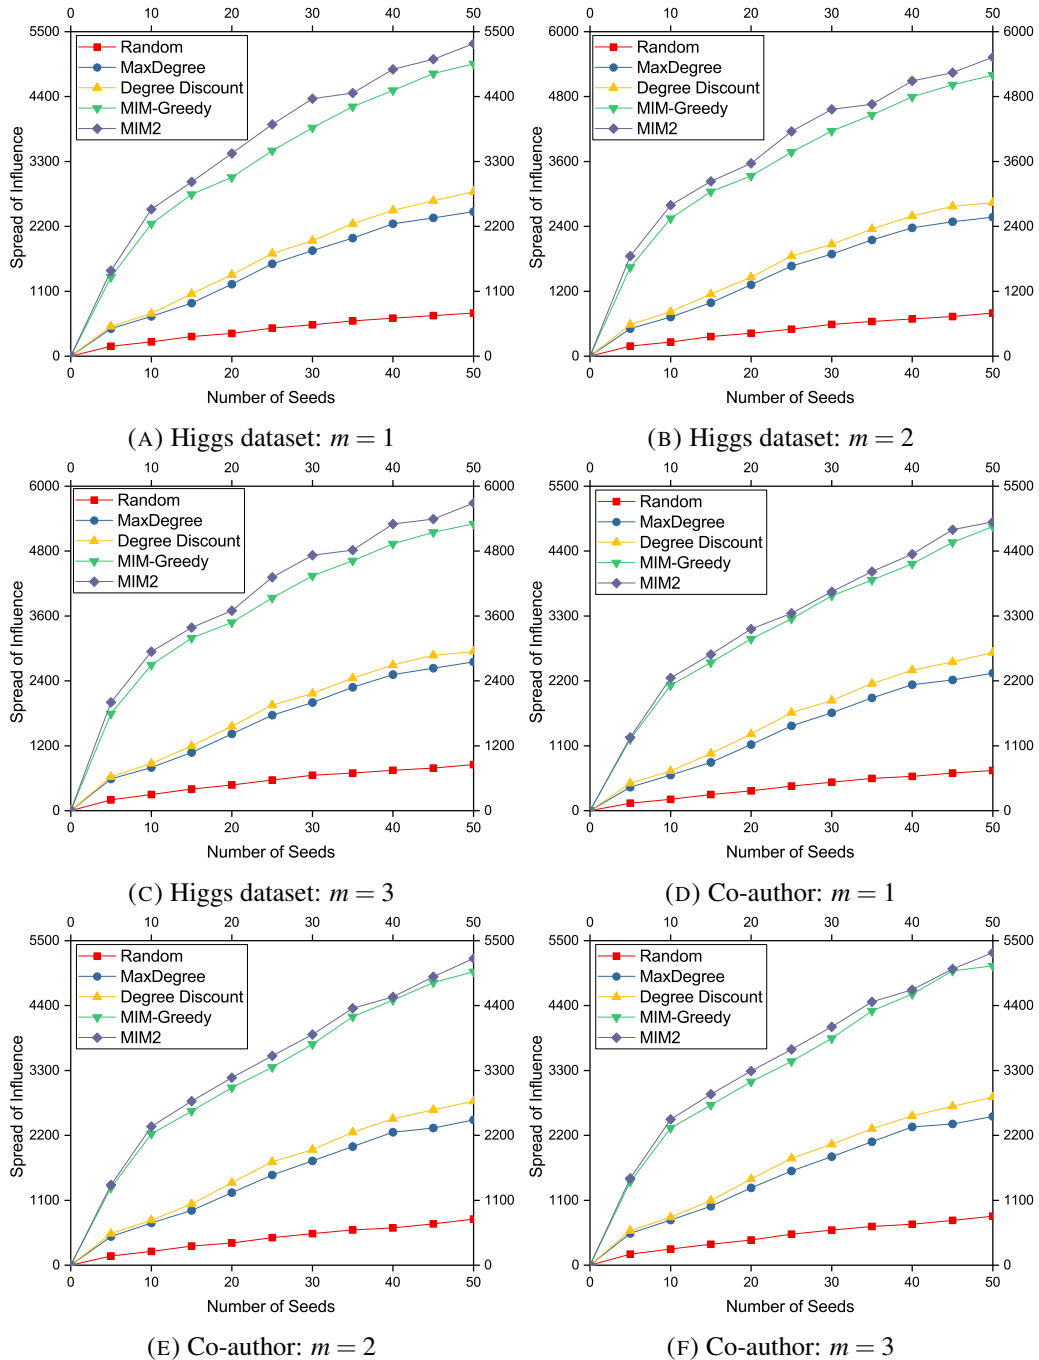 0 10 20 30 40 50
5500 5500
4400 4400
3300 3300
2200 2200
1100 1100
0 0
Random
MaxDegree
Degree Discount
MIM-Greedy
MIM2
Spread of Influence
0 10 20 30 40 50
Number of Seeds
(A) Higgs dataset: m = 1
0 10 20 30 40 50
6000 6000
4800 4800
3600 3600
2400 2400
1200 1200
0 0
Random
MaxDegree
Degree Discount
MIM-Greedy
MIM2
Spread of Influence
0 10 20 30 40 50
Number of Seeds
(B) Higgs dataset: m = 2
0 10 20 30 40 50
6000 6000
4800 4800
3600 3600
2400 2400
1200 1200
0 0
Random
MaxDegree
Degree Discount
MIM-Greedy
MIM2
Spread of Influence
0 10 20 30 40 50
Number of Seeds
(C) Higgs dataset: m = 3
0 10 20 30 40 50
5500 5500
4400 4400
3300 3300
2200 2200
1100 1100
0 0
Random
MaxDegree
Degree Discount
MIM-Greedy
MIM2
Spread of Influence
0 10 20 30 40 50
Number of Seeds
(D) Co-author: m = 1
0 10 20 30 40 50
5500 5500
4400 4400
3300 3300
2200 2200
1100 1100
0 0
Random
MaxDegree
Degree Discount
MIM-Greedy
MIM2
Spread of Influence
0 10 20 30 40 50
Number of Seeds
(E) Co-author: m = 2
0 10 20 30 40 50
5500 5500
4400 4400
3300 3300
2200 2200
1100 1100
0 0
Random
MaxDegree
Degree Discount
MIM-Greedy
MIM2
Spread of Influence
0 10 20 30 40 50
Number of Seeds
(F) Co-author: m = 3